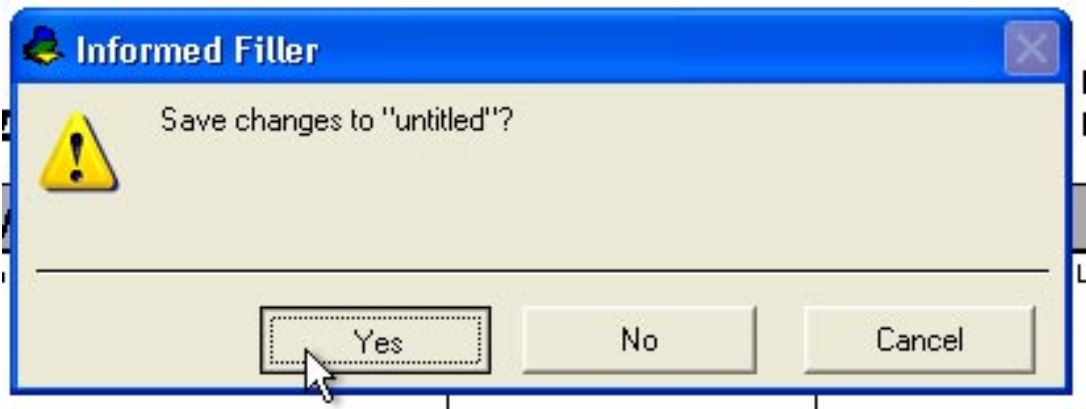 Informed Filler
Save changes to "untitled"?
Yes No Cancel